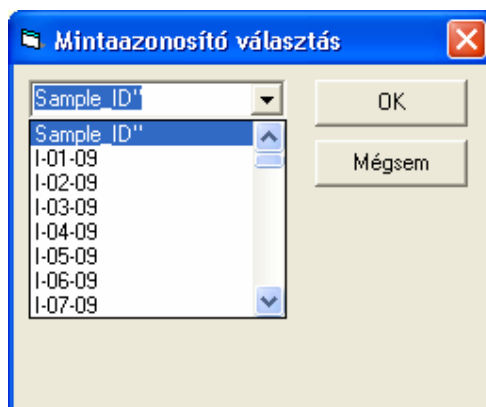 Mintaazonosító választás
Sample_ID"
OK
Sample_ID"
I-01-09
Mégsem
I-02-09
I-03-09
I-04-09
I-05-09
I-06-09
I-07-09